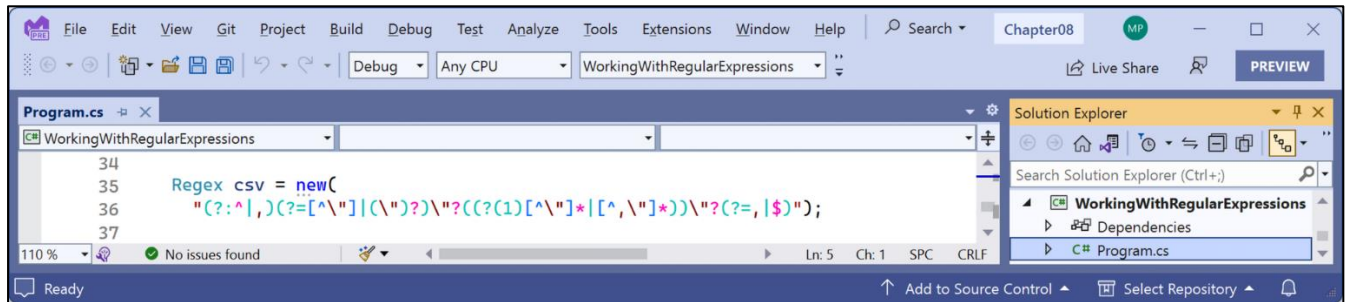 PRE File Edit View Git Project Build Debug Test Analyze Tools Extensions Window Help Search Chapter08 MP
Debug Any CPU WorkingWithRegularExpressions Live Share PREVIEW
Program.cs Solution Explorer
C# WorkingWithRegularExpressions
Search Solution Explorer (Ctrl+;)
34
35 Regex csv = new(
36 "(?:^|,)(?=[^\"]|(\")?)\"?((?(1)[^\"]*|[^,\"]*))\"?(?=,|$)");
37
C# WorkingWithRegularExpressions
Dependencies
C# Program.cs
110 % No issues found Ln: 5 Ch: 1 SPC CRLF
Ready Add to Source Control Select Repository